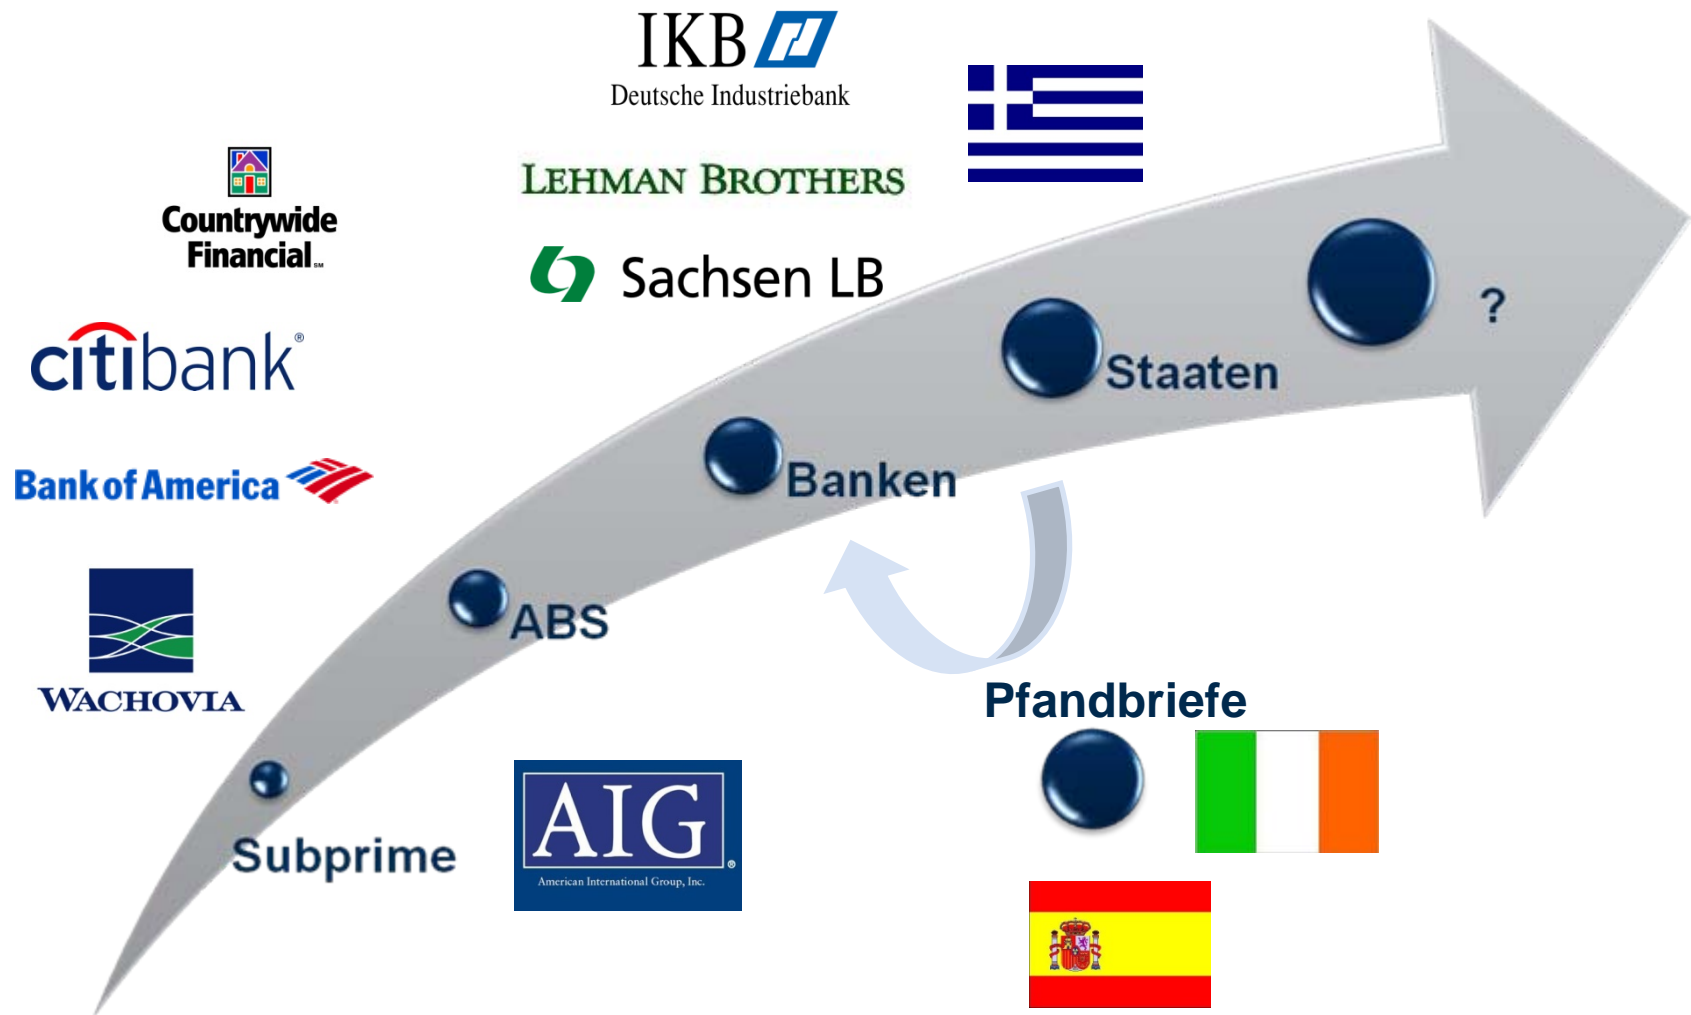 IKB
Deutsche Industriebank
LEHMAN BROTHERS
Countrywide
Financial SM
Sachsen LB
citibank®
Bank of America
WACHOVIA
?
Staaten
Banken
ABS
Subprime
Pfandbriefe
AIG®
American International Group, Inc.